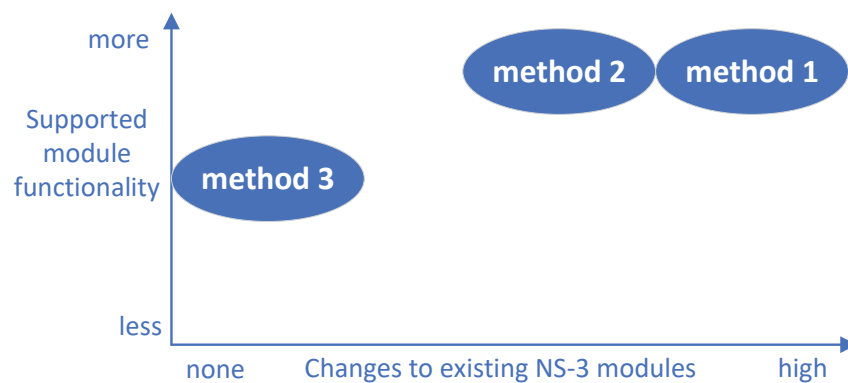 more
method 2
method 1
Supported
module
functionality
method 3
less
none
Changes to existing NS-3 modules
high